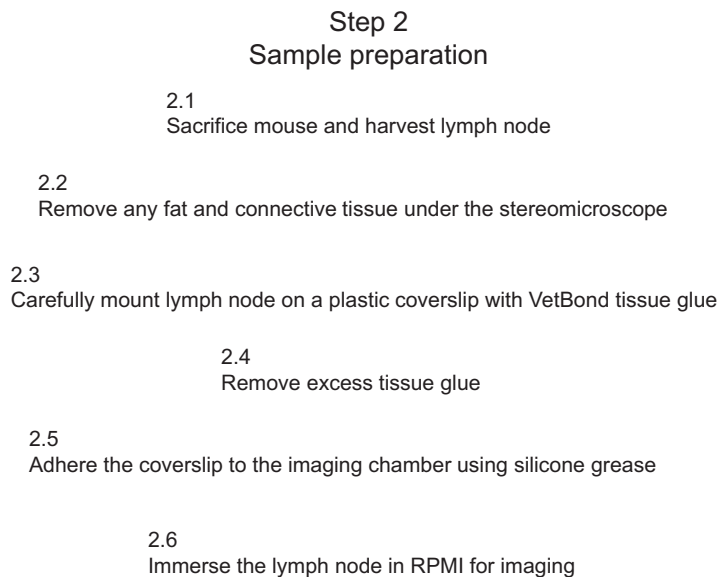 Step 2
Sample preparation
2.1
Sacrifice mouse and harvest lymph node
2.2
Remove any fat and connective tissue under the stereomicroscope
2.3
Carefully mount lymph node on a plastic coverslip with VetBond tissue glue
2.4
Remove excess tissue glue
2.5
Adhere the coverslip to the imaging chamber using silicone grease
2.6
Immerse the lymph node in RPMI for imaging